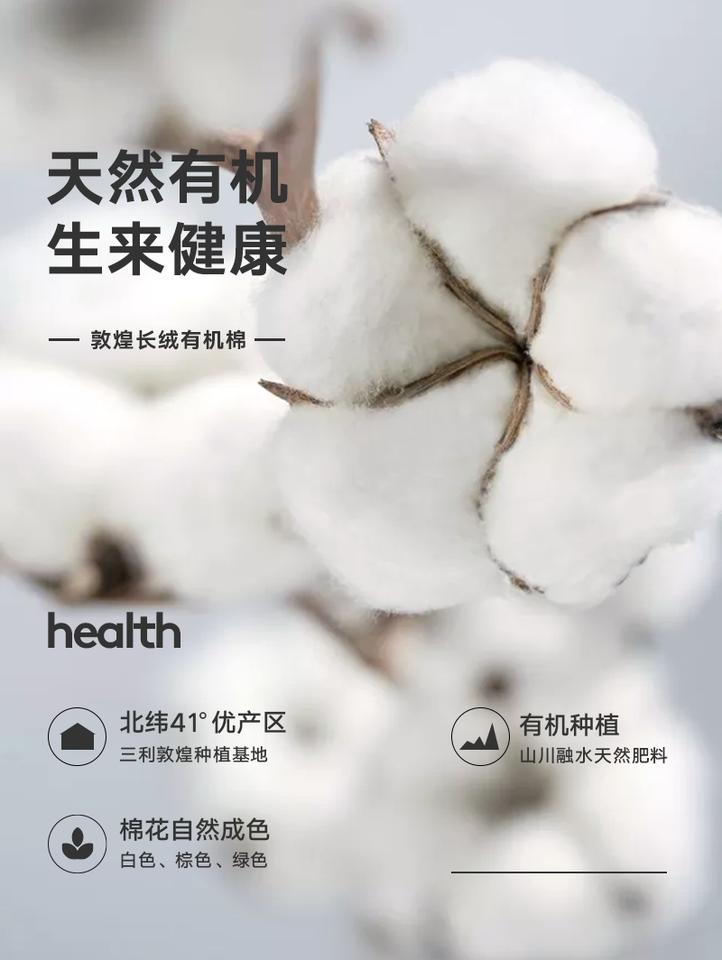 天然有机
生来健康
敦煌长绒有机棉
health
北纬41°优产区
三利敦煌种植基地
有机种植
山川融水天然肥料
棉花自然成色
白色、棕色、绿色